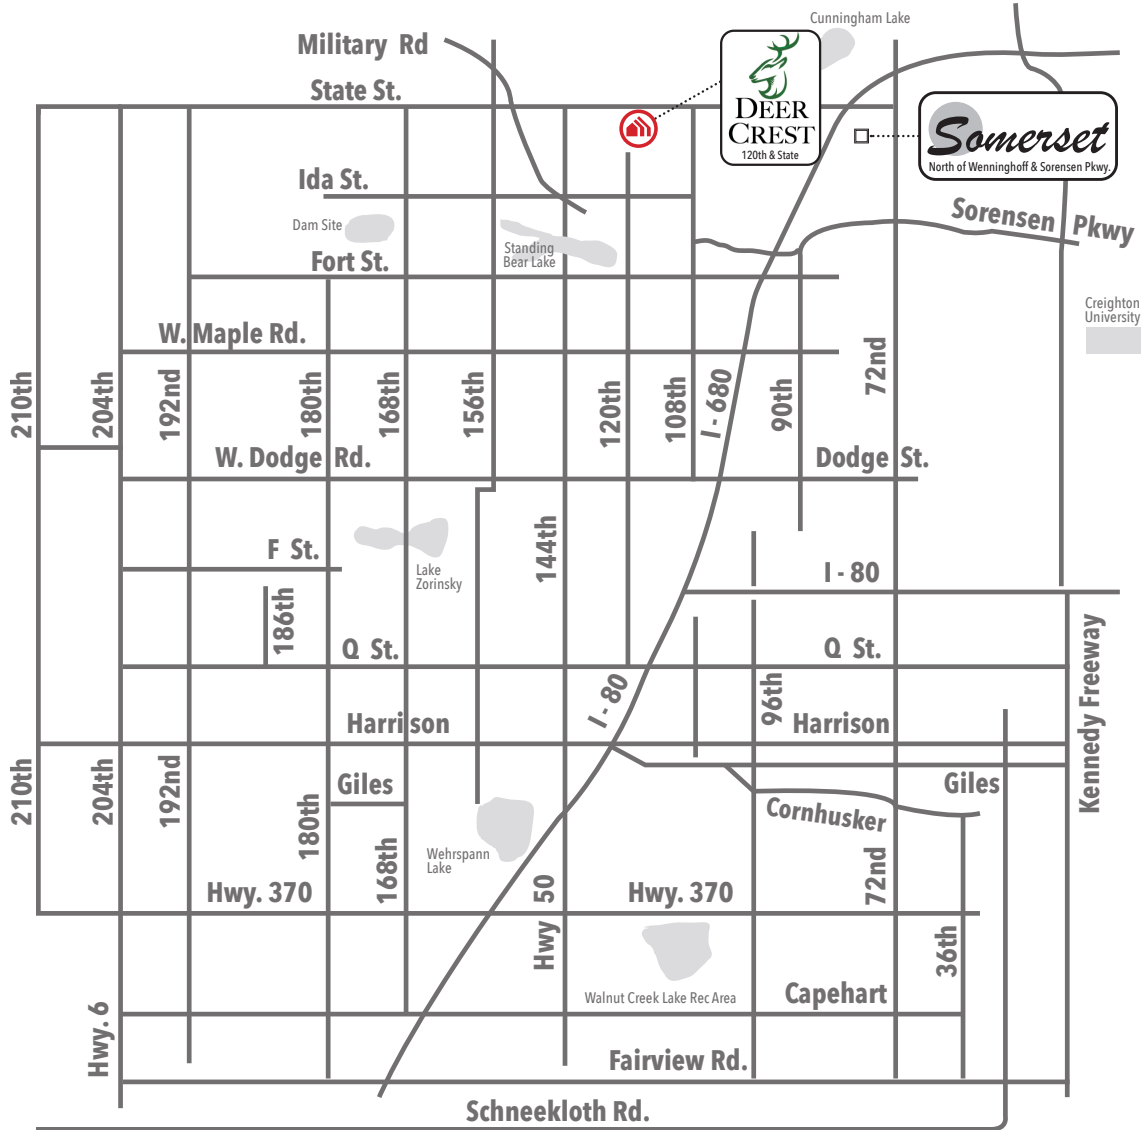 Cunningham Lake
Military Rd
State St.
DEER
CREST
120th & State
Somerset
North of Wenninghoff & Sorensen Pkwy.
Ida St.
Sorensen Pkwy
Dam Site
Standing
Bear Lake
Fort St.
Creighton
University
W. Maple Rd.
210th
204th
192nd
180th
168th
156th
120th
108th
I - 680
90th
72nd
W. Dodge Rd.
Dodge St.
144th
F St.
Lake
Zorinsky
I - 80
186th
Q St.
Q St.
I - 80
96th
Kennedy Freeway
Harrison
Harrison
210th
204th
192nd
180th
Giles
Giles
Cornhusker
168th
Wehrspann
Lake
72nd
Hwy. 370
Hwy 50
Hwy. 370
36th
Walnut Creek Lake Rec Area
Capehart
Hwy. 6
Fairview Rd.
Schneekloth Rd.